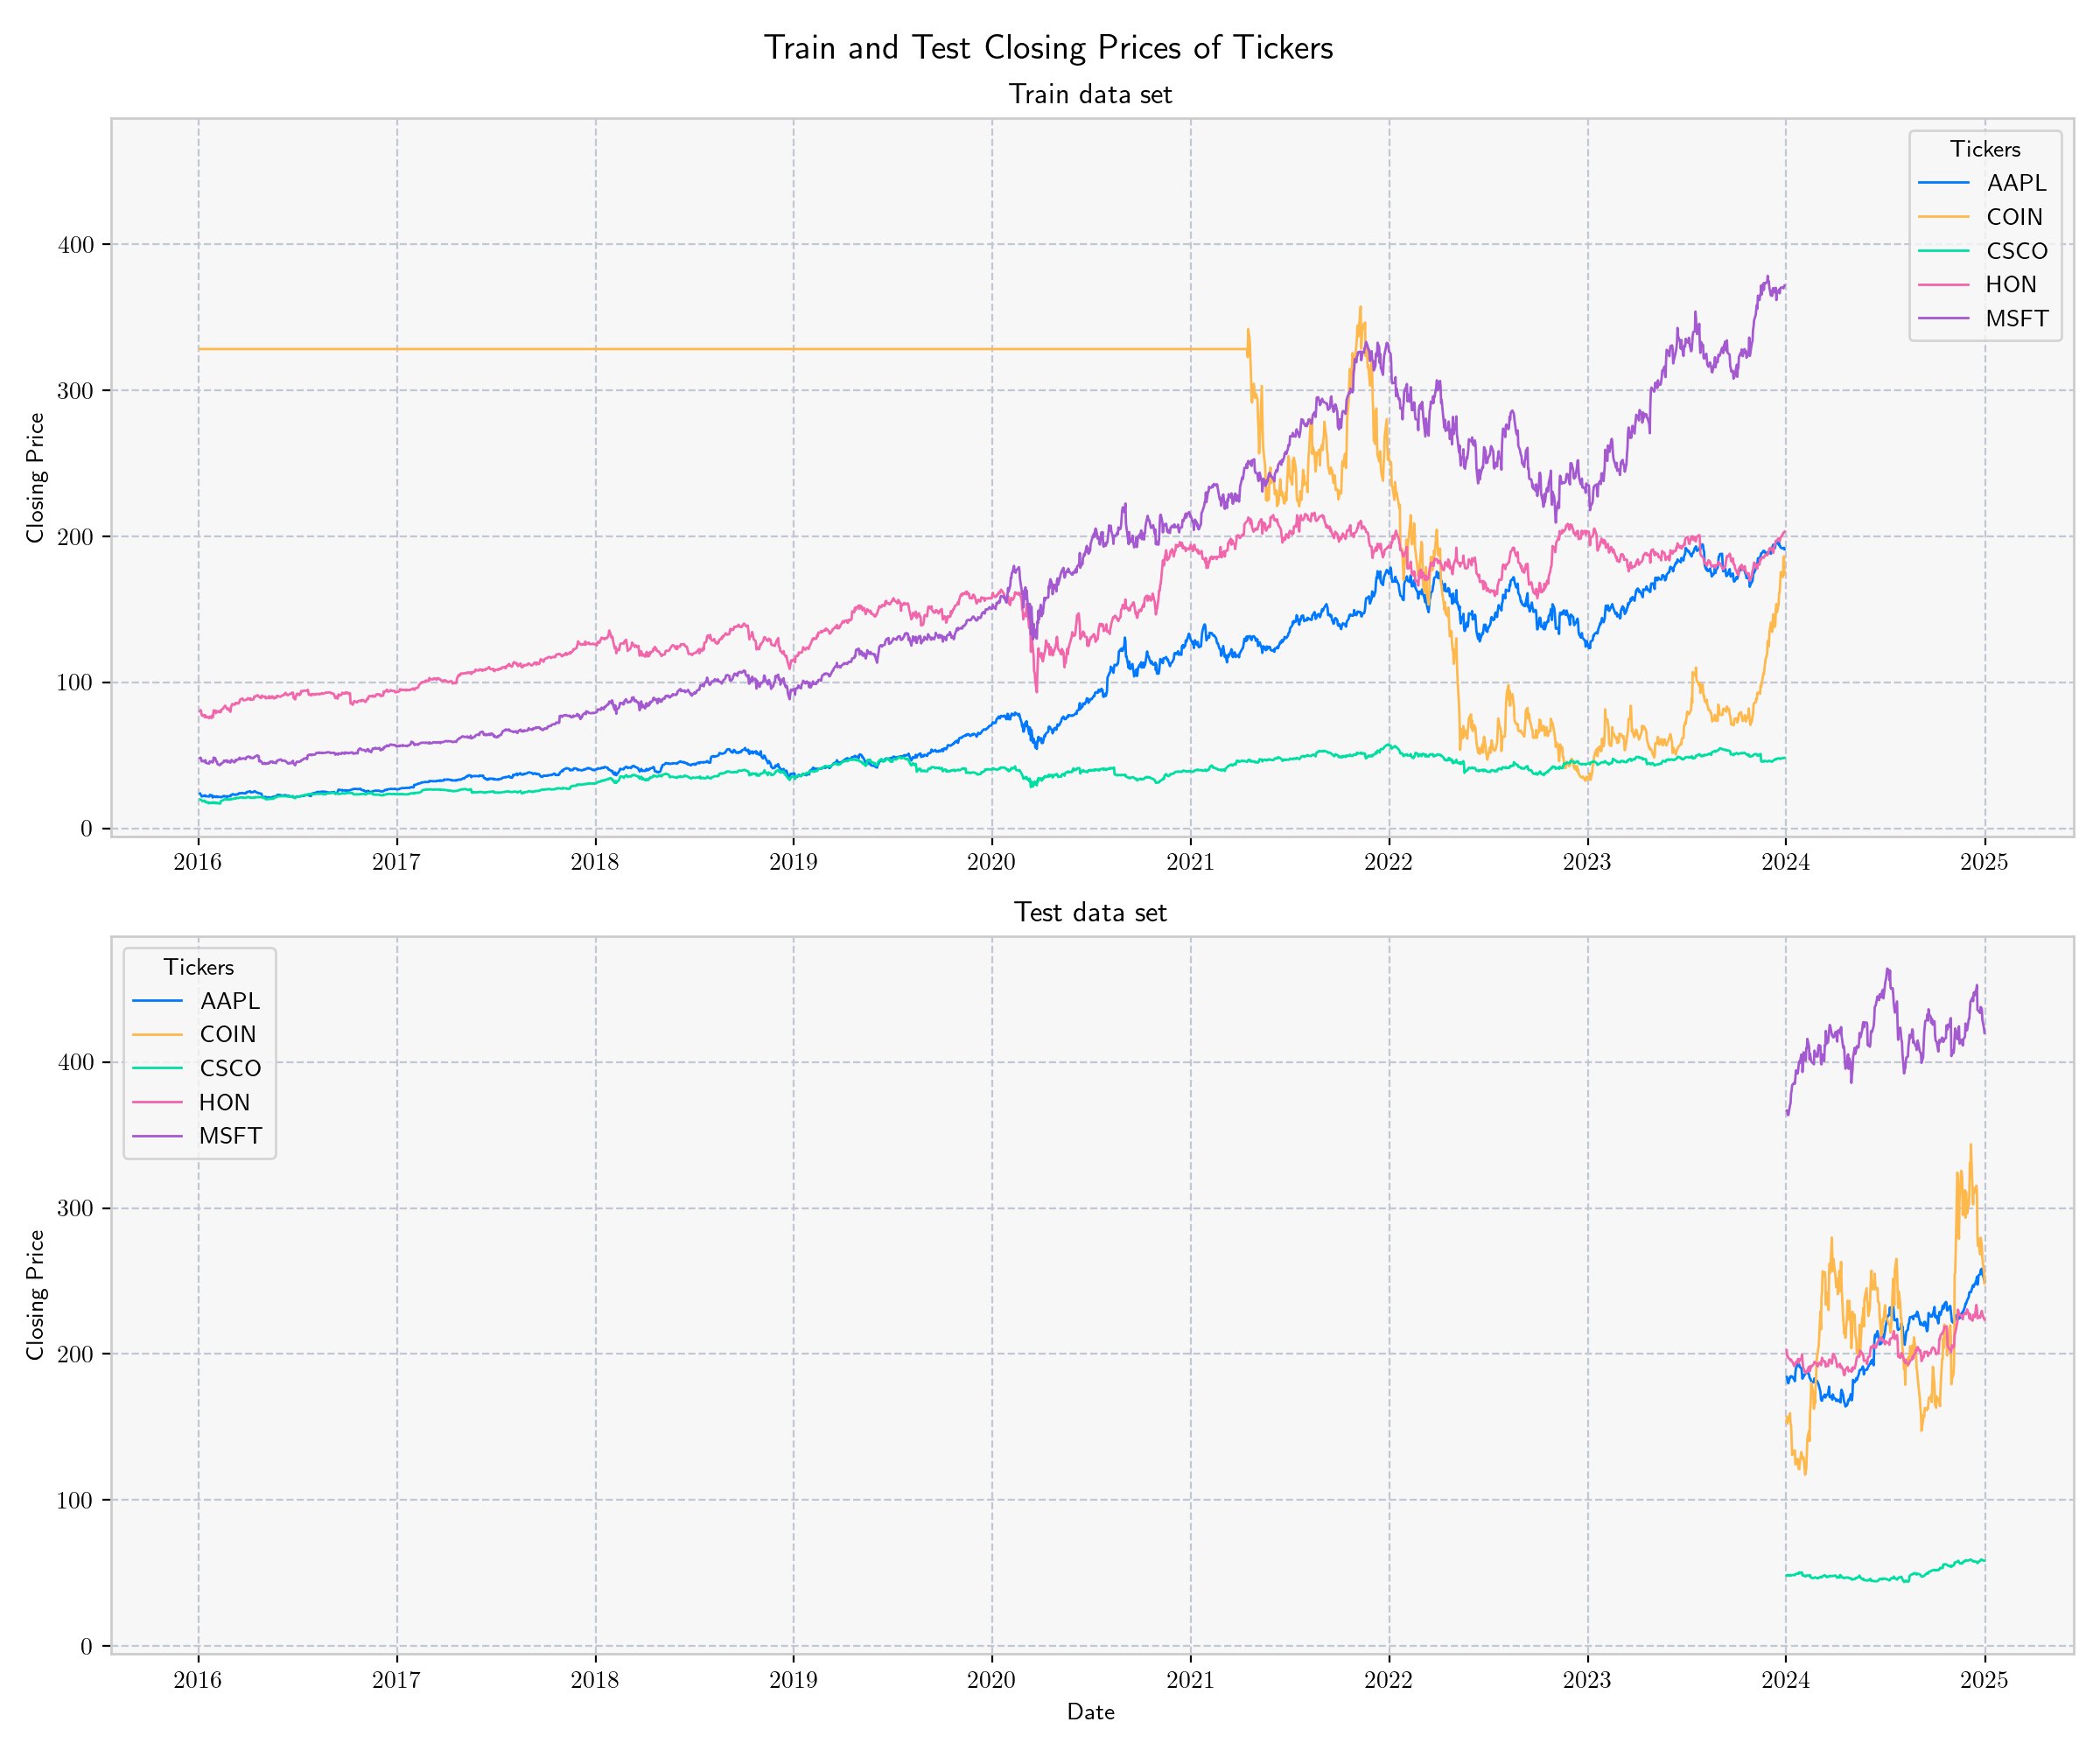 Train and Test Closing Prices of Tickers
Train data set
Closing Price
400
300
200
100
0
Tickers
AAPL
COIN
CSCO
HON
MSFT
2016 2017 2018 2019 2020 2021 2022 2023 2024 2025
Test data set
Closing Price
400
300
200
100
0
Tickers
AAPL
COIN
CSCO
HON
MSFT
2016 2017 2018 2019 2020 2021 2022 2023 2024 2025
Date